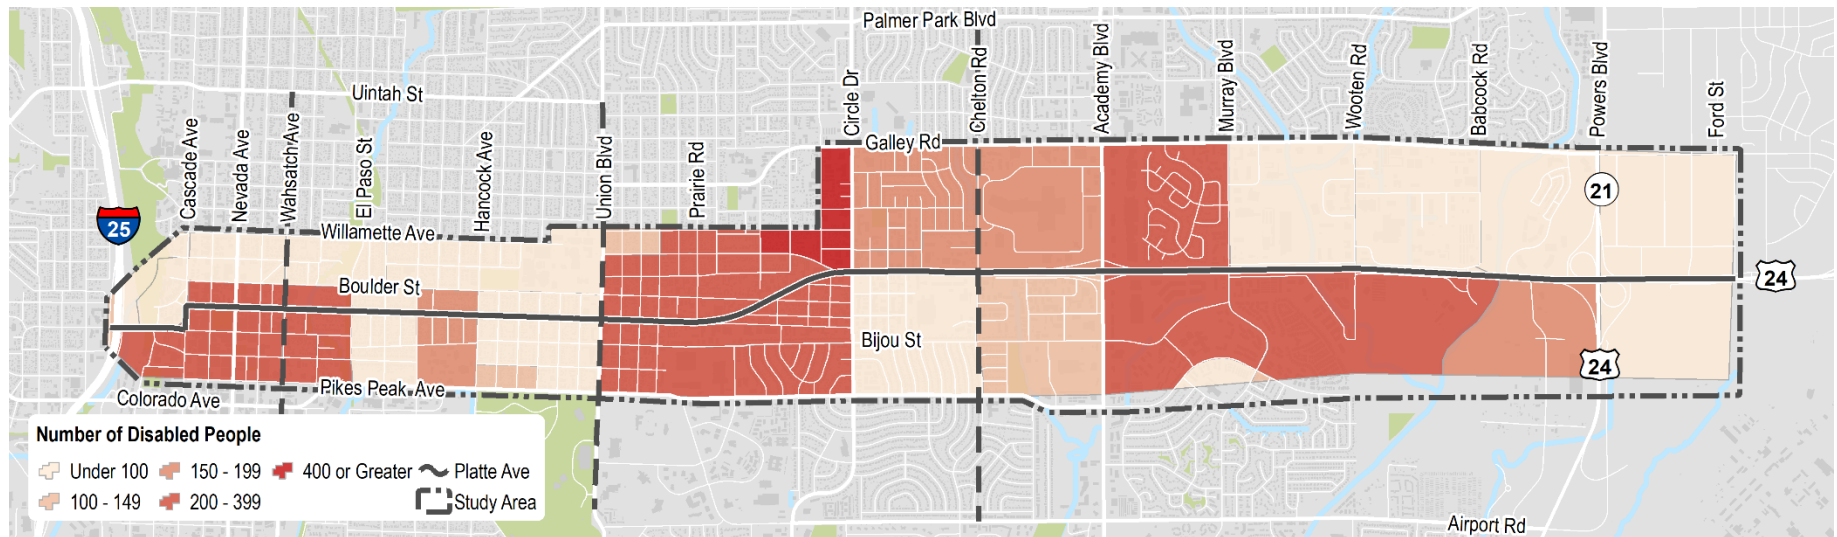 Palmer Park Blvd
Uintah St
Cascade Ave
Nevada Ave
Wahsatch Ave
El Paso St
Hancock Ave
Union Blvd
Prairie Rd
Circle Dr
Chelton Rd
Academy Blvd
Murray Blvd
Wooten Rd
Babcock Rd
Powers Blvd
Ford St
Galley Rd
21
25
Willamette Ave
24
Boulder St
Bijou St
24
Pikes Peak Ave
Colorado Ave
Number of Disabled People
Under 100
150 - 199
400 or Greater
Platte Ave
100 - 149
200 - 399
Study Area
Airport Rd